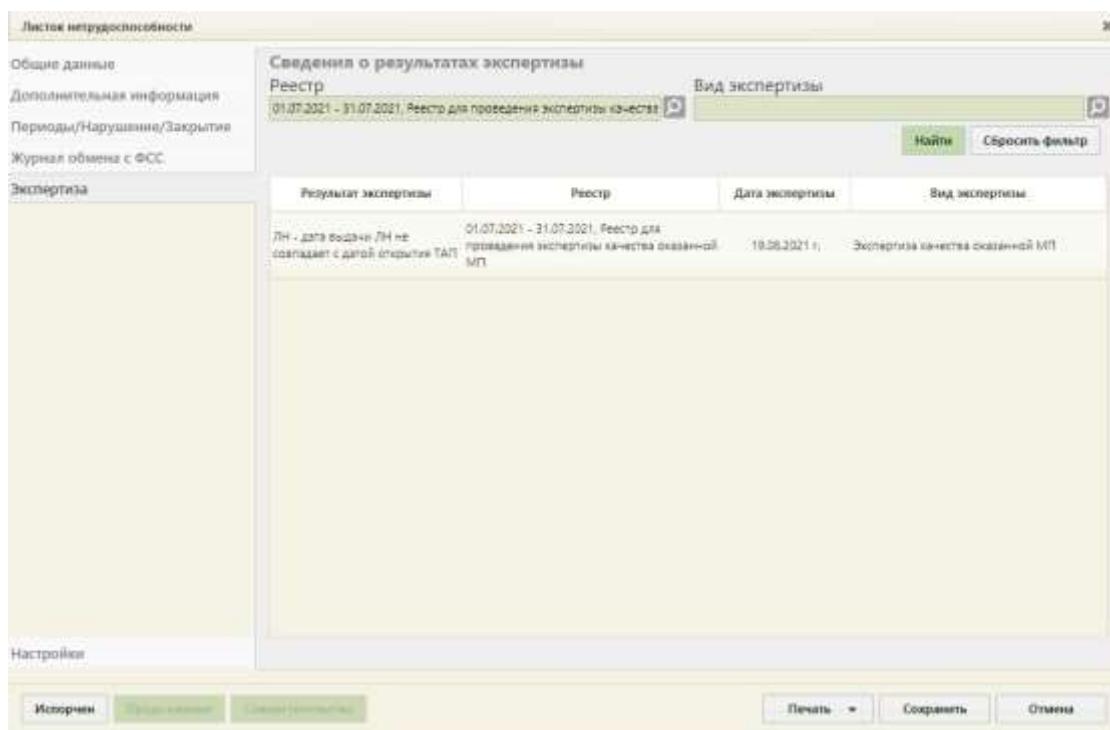 Листок нетрудоспособности
Общие данные
Дополнительная информация
Периоды/Нарушение/Закрытие
Журнал обмена с ФСС
Экспертиза
Настройки
Сведения о результатах экспертизы
Реестр
Вид экспертизы
01.07.2021 - 31.07.2021, Реестр для проведения экспертизы качества
Найти
Сбросить фильтр
Результат экспертизы
Реестр
Дата экспертизы
Вид экспертизы
ЛН - дата выдачи ЛН не
совпадает с датой открытия ТАП
01.07.2021 - 31.07.2021, Реестр для
проведения экспертизы качества оказанной
МП
19.08.2021 г.
Экспертиза качества оказанной МП
Испорчен
Печать
Сохранить
Отмена